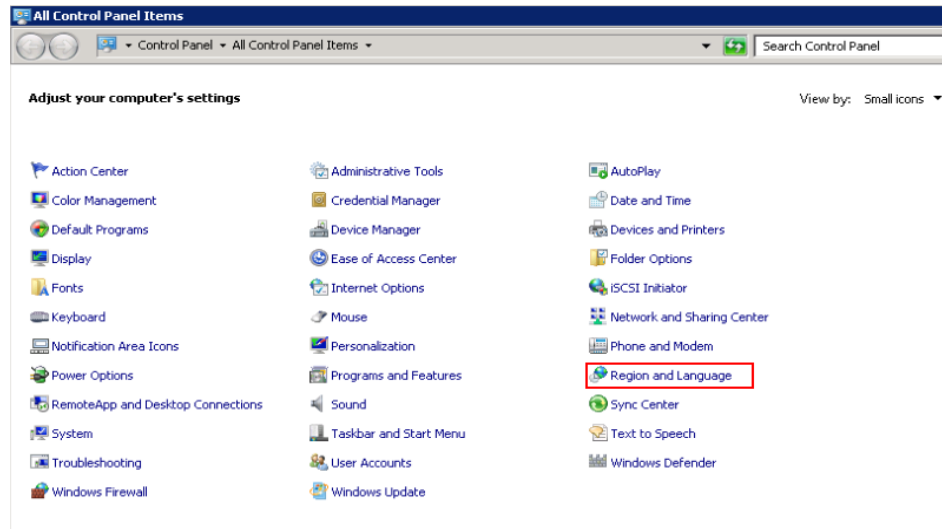 All Control Panel Items
Control Panel All Control Panel Items Search Control Panel
Adjust your computer's settings View by: Small icons
Action Center Administrative Tools AutoPlay
Color Management Credential Manager Date and Time
Default Programs Device Manager Devices and Printers
Display Ease of Access Center Folder Options
Fonts Internet Options iSCSI Initiator
Keyboard Mouse Network and Sharing Center
Notification Area Icons Personalization Phone and Modem
Power Options Programs and Features Region and Language
RemoteApp and Desktop Connections Sound Sync Center
System Taskbar and Start Menu Text to Speech
Troubleshooting User Accounts Windows Defender
Windows Firewall Windows Update